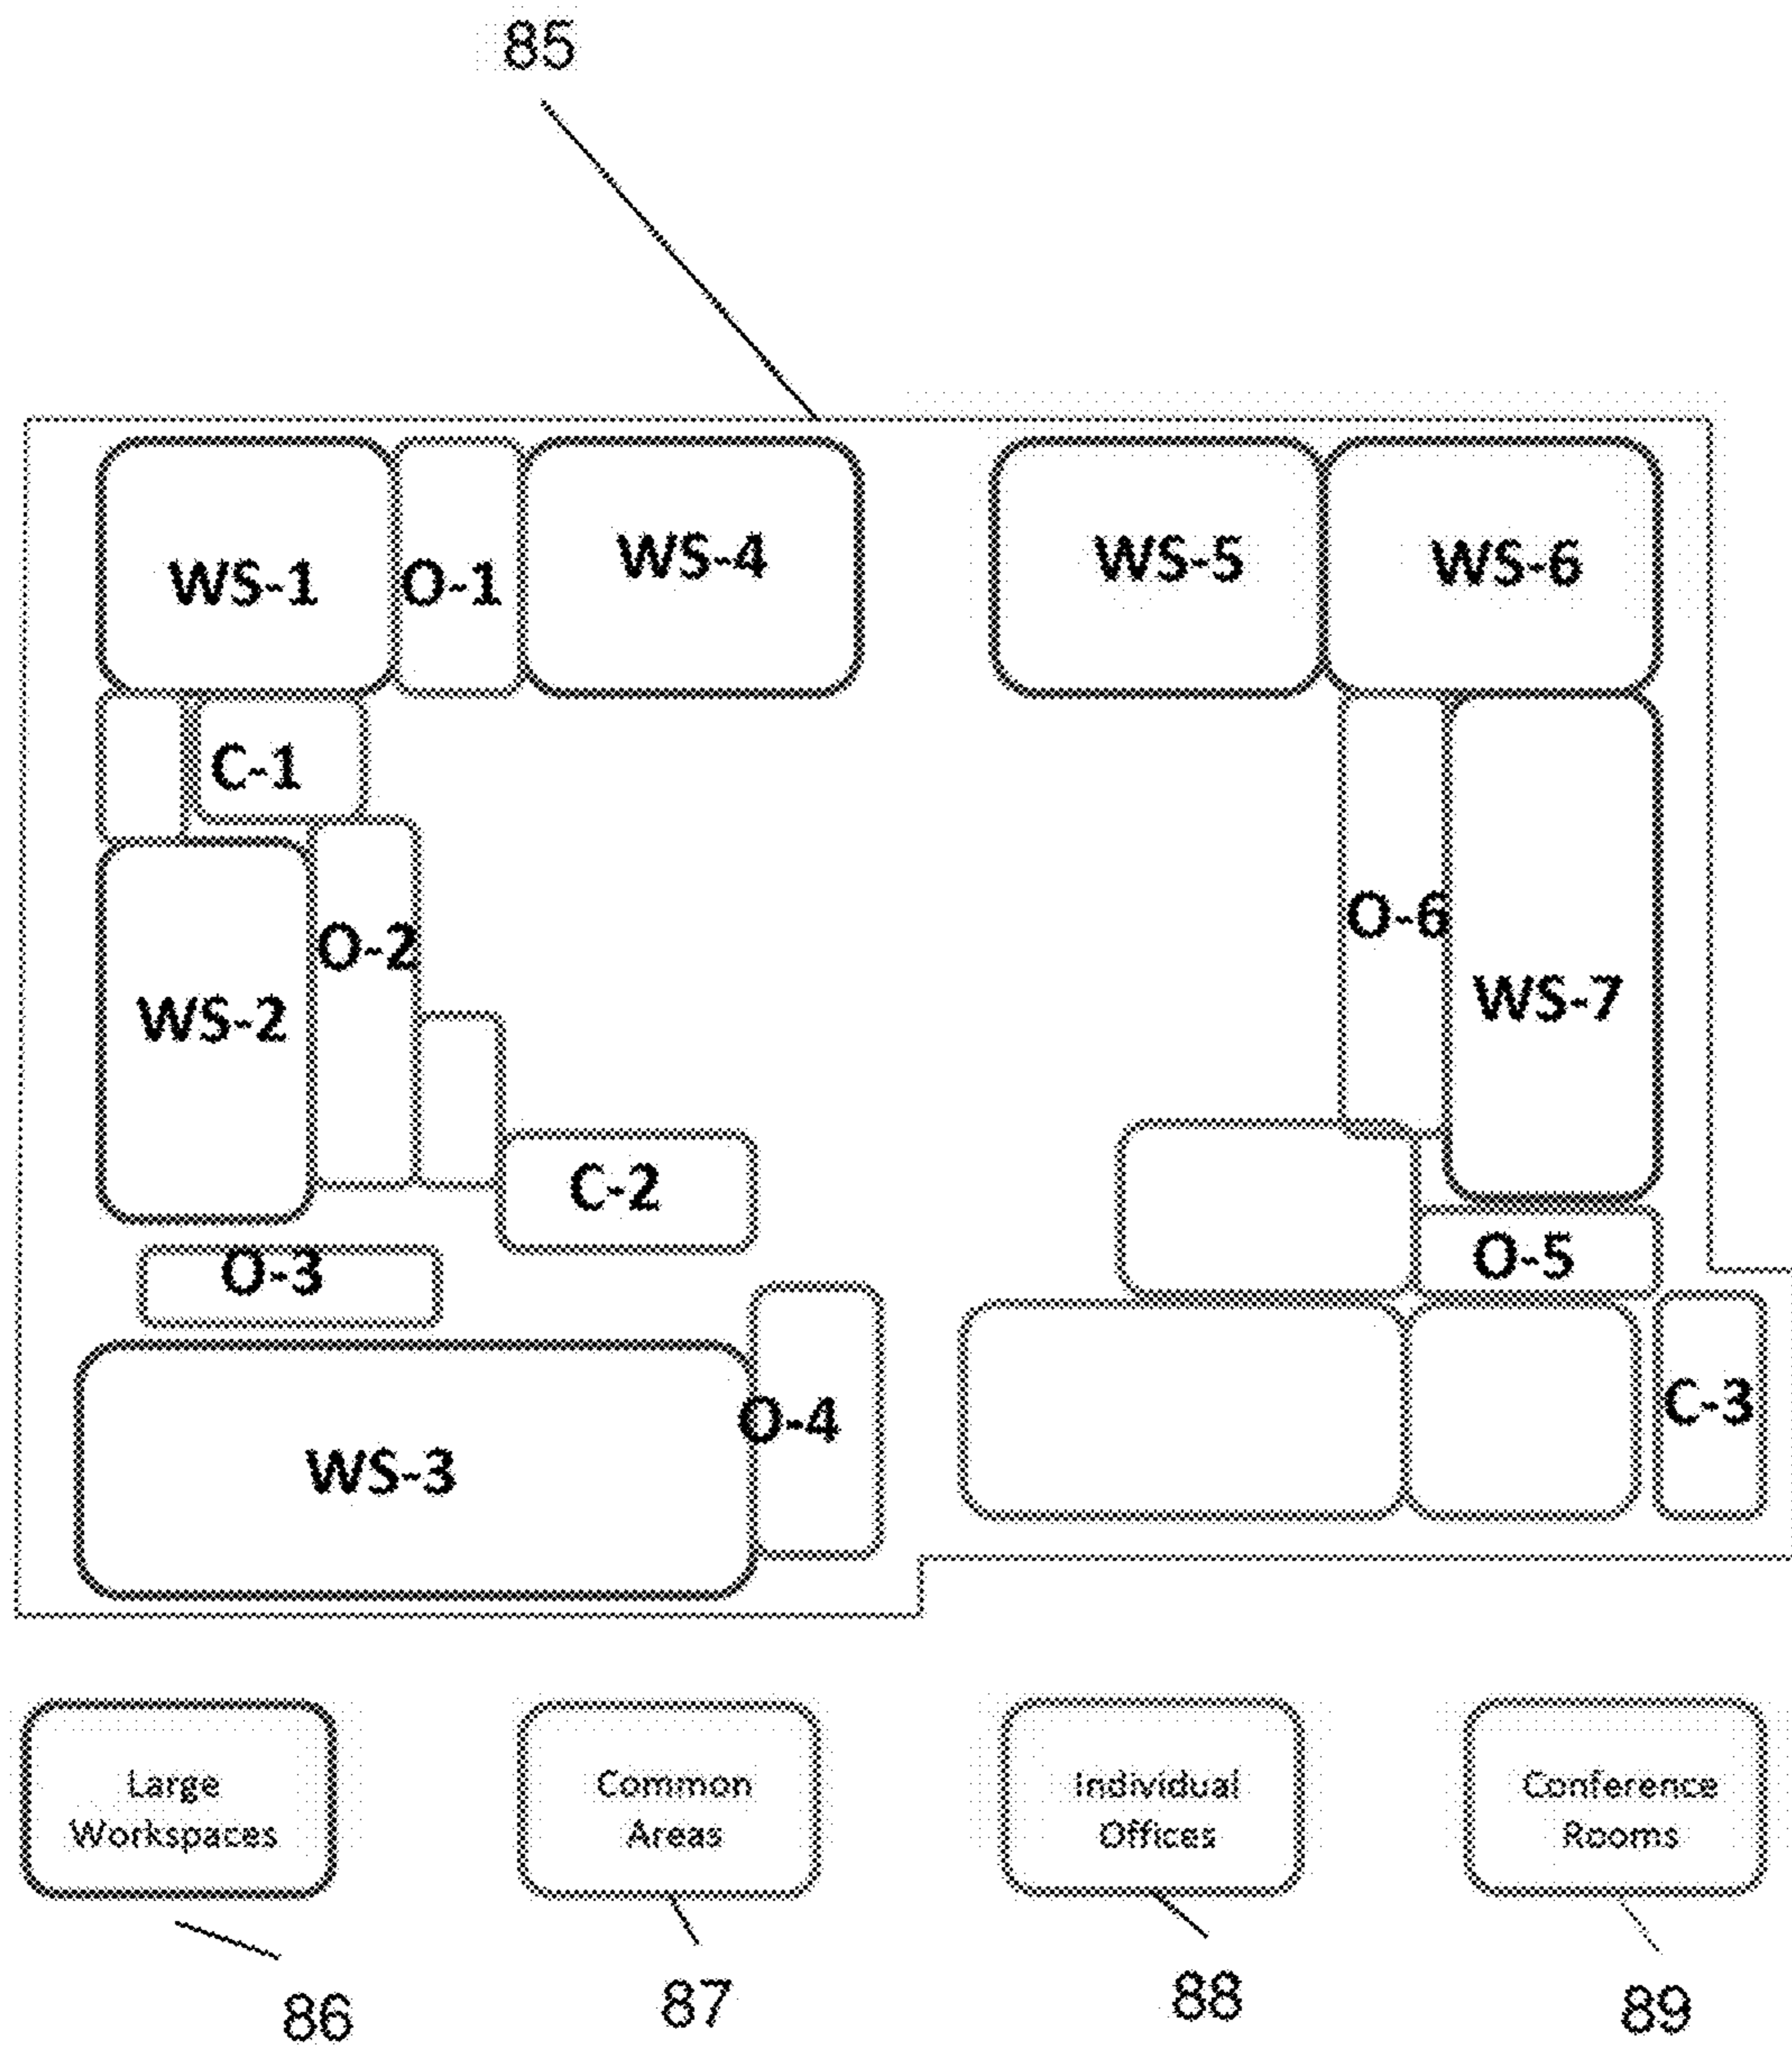 85
WS-1
O-1
WS-4
WS-5
WS-6
C-1
O-2
O-6
WS-2
WS-7
C-2
O-3
O-5
O-4
C-3
WS-3
Large
Workspaces
Common
Areas
Individual
Offices
Conference
Rooms
86
87
88
89